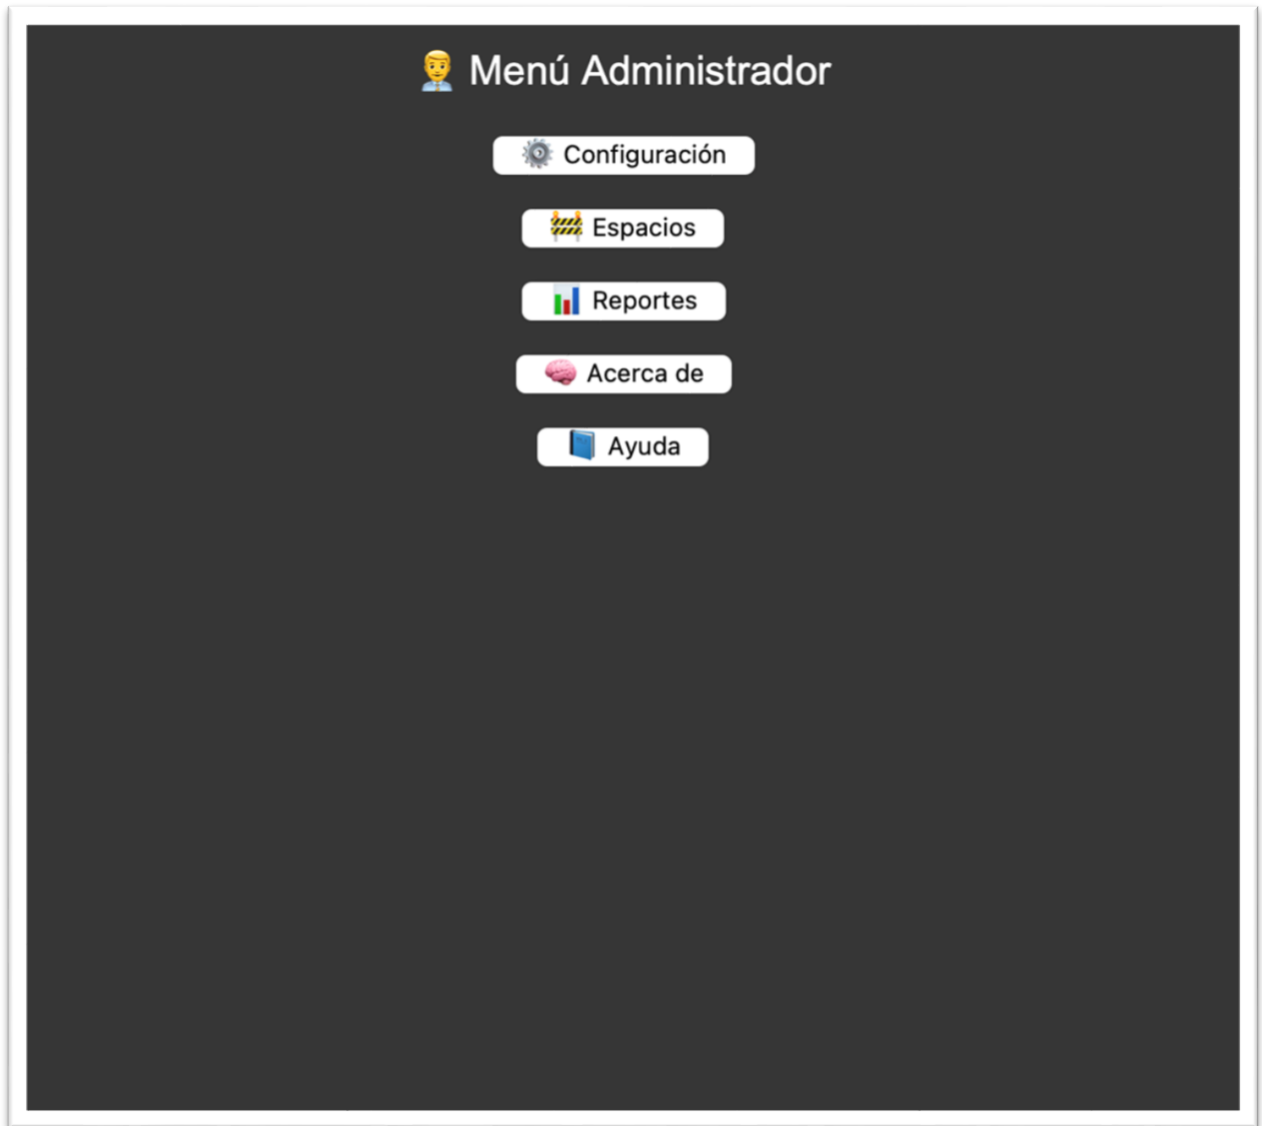 Menú Administrador
Configuración
Espacios
Reportes
Acerca de
Ayuda